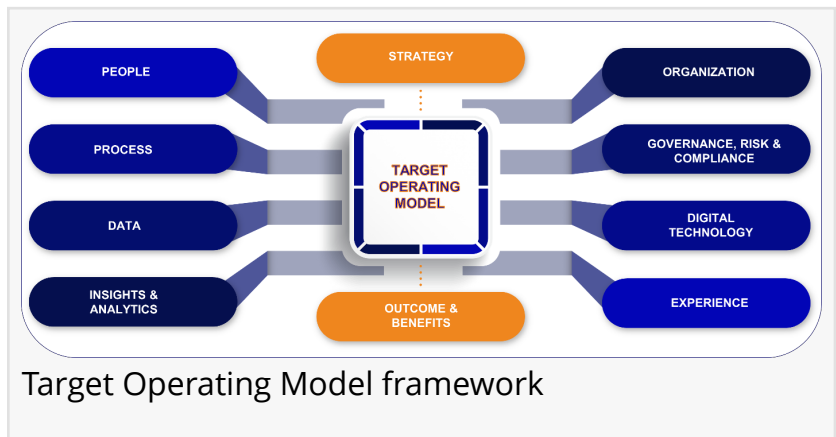 PEOPLE
STRATEGY
ORGANIZATION
PROCESS
GOVERNANCE, RISK &
COMPLIANCE
TARGET
OPERATING
MODEL
DATA
DIGITAL
TECHNOLOGY
INSIGHTS &
ANALYTICS
OUTCOME &
BENEFITS
EXPERIENCE
Target Operating Model framework